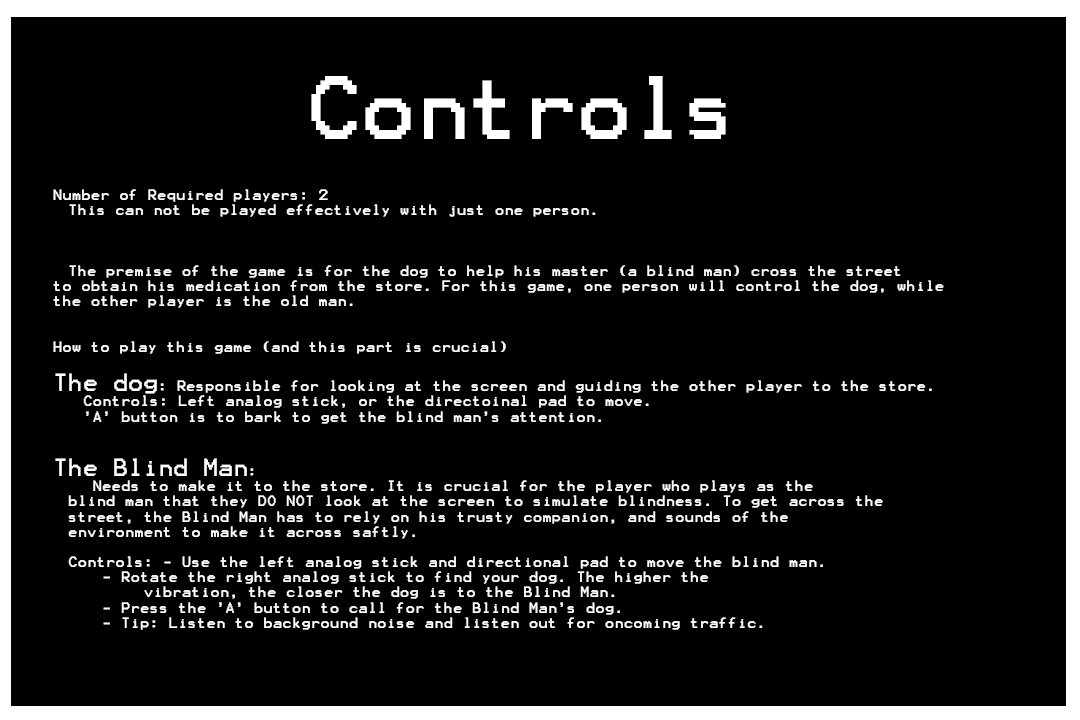 Controls
Number of Required players: 2
This can not be played effectively with just one person.
The premise of the game is for the dog to help his master (a blind man) cross the street
to obtain his medication from the store. For this game, one person will control the dog, while
the other player is the old man.
How to play this game (and this part is crucial)
The dog: Responsible for looking at the screen and guiding the other player to the store.
Controls: Left analog stick, or the directoinal pad to move.
'A' button is to bark to get the blind man's attention.
The Blind Man:
Needs to make it to the store. It is crucial for the player who plays as the
blind man that they DO NOT look at the screen to simulate blindness. To get across the
street, the Blind Man has to rely on his trusty companion, and sounds of the
environment to make it across saftly.
Controls: - Use the left analog stick and directional pad to move the blind man.
- Rotate the right analog stick to find your dog. The higher the
vibration, the closer the dog is to the Blind Man.
- Press the 'A' button to call for the Blind Man's dog.
- Tip: Listen to background noise and listen out for oncoming traffic.